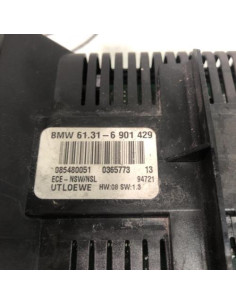 BMW 61.31-6 901 429
085480051 0365773 13
ECE-NSW/NSL 94721
UTLOEWE HW:08 SW:1.3